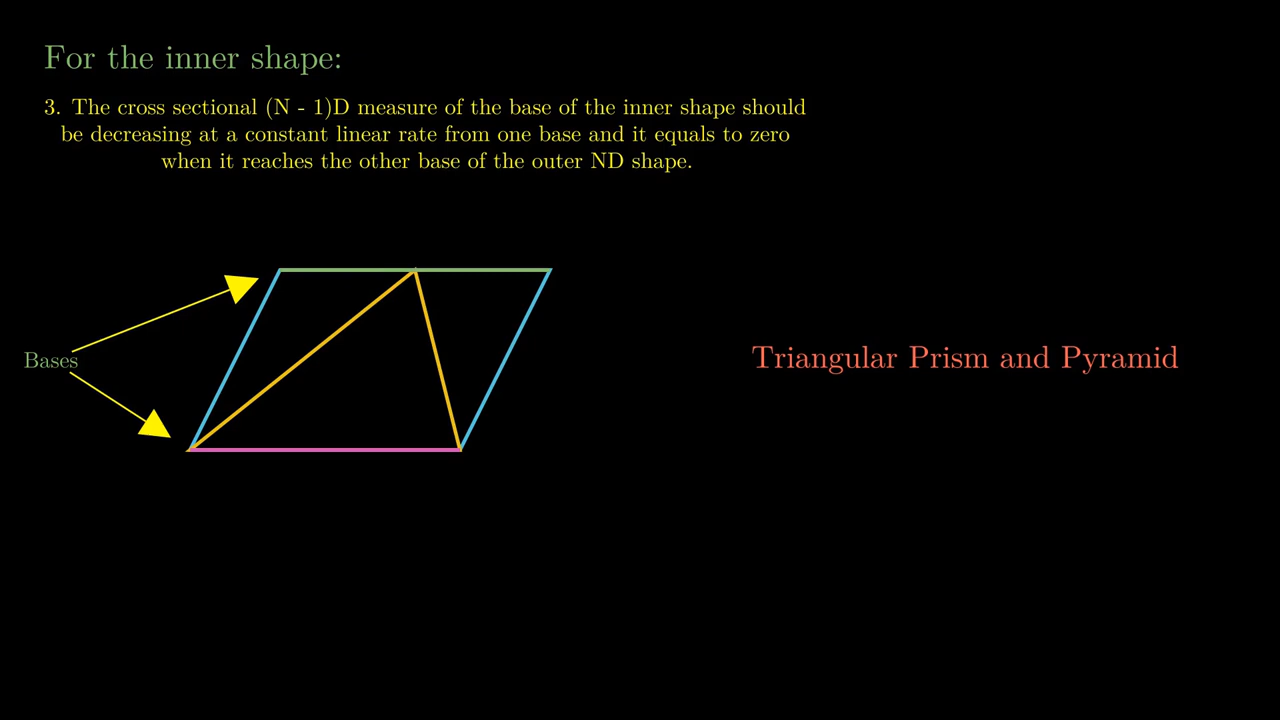 For the inner shape:
3. The cross sectional (N - 1)D measure of the base of the inner shape should
be decreasing at a constant linear rate from one base and it equals to zero
when it reaches the other base of the outer ND shape.
Bases
Triangular Prism and Pyramid